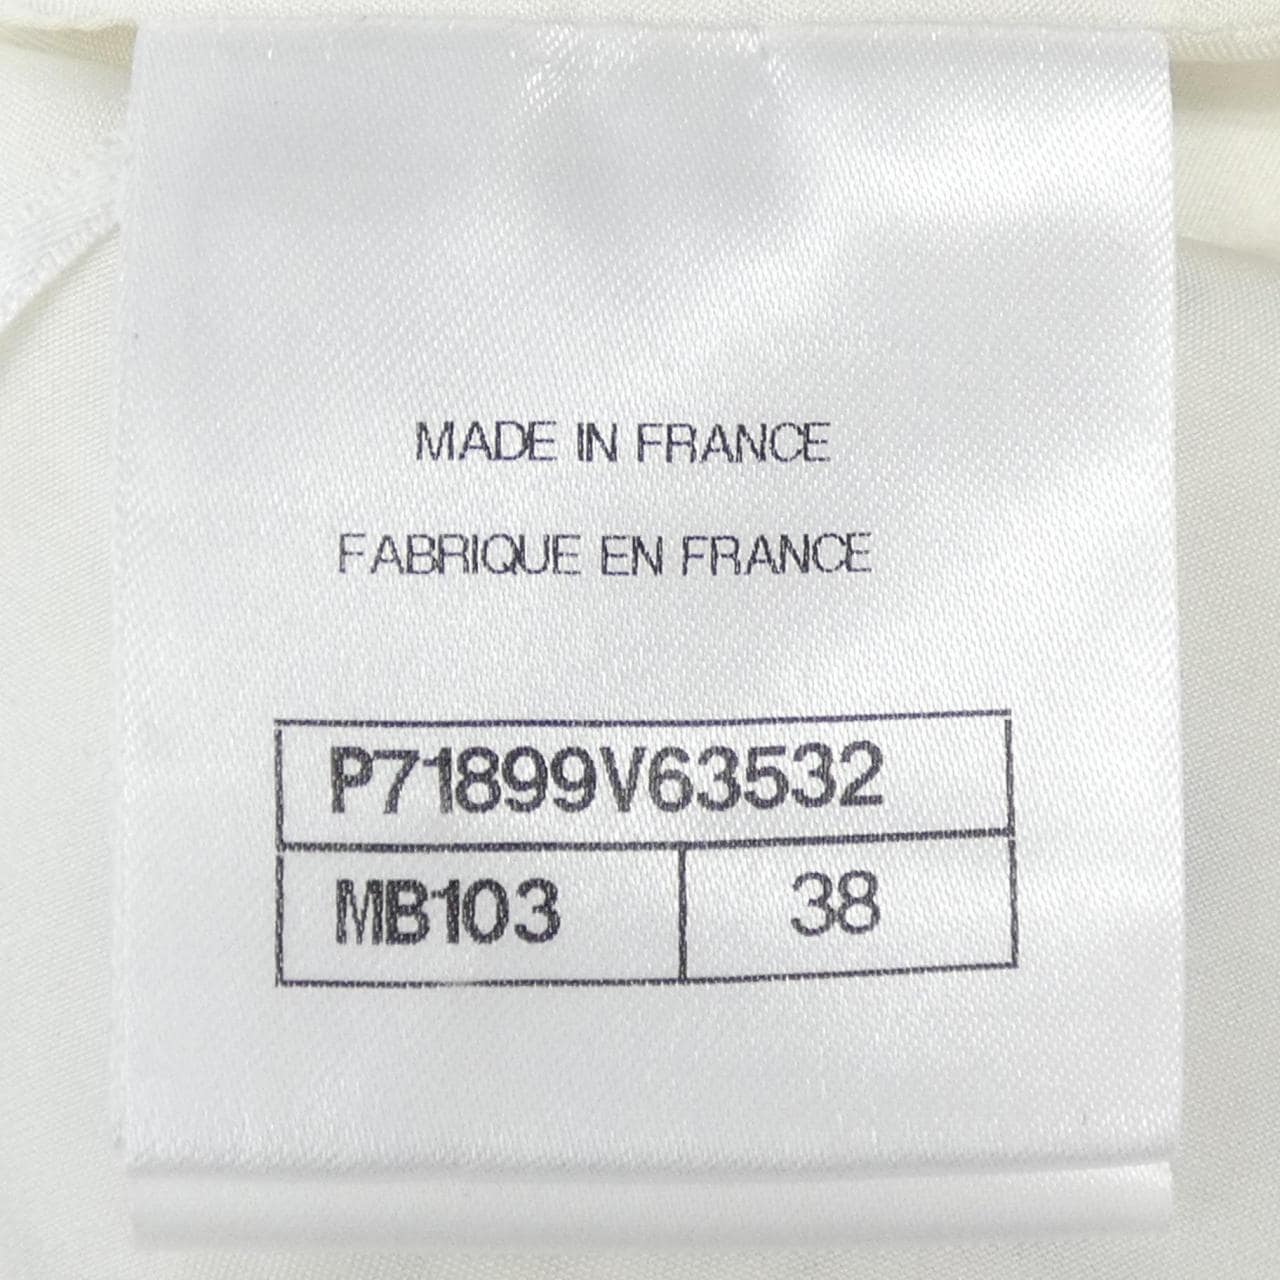 MADE IN FRANCE
FABRIQUE EN FRANCE
P71899V63532
MB103 38